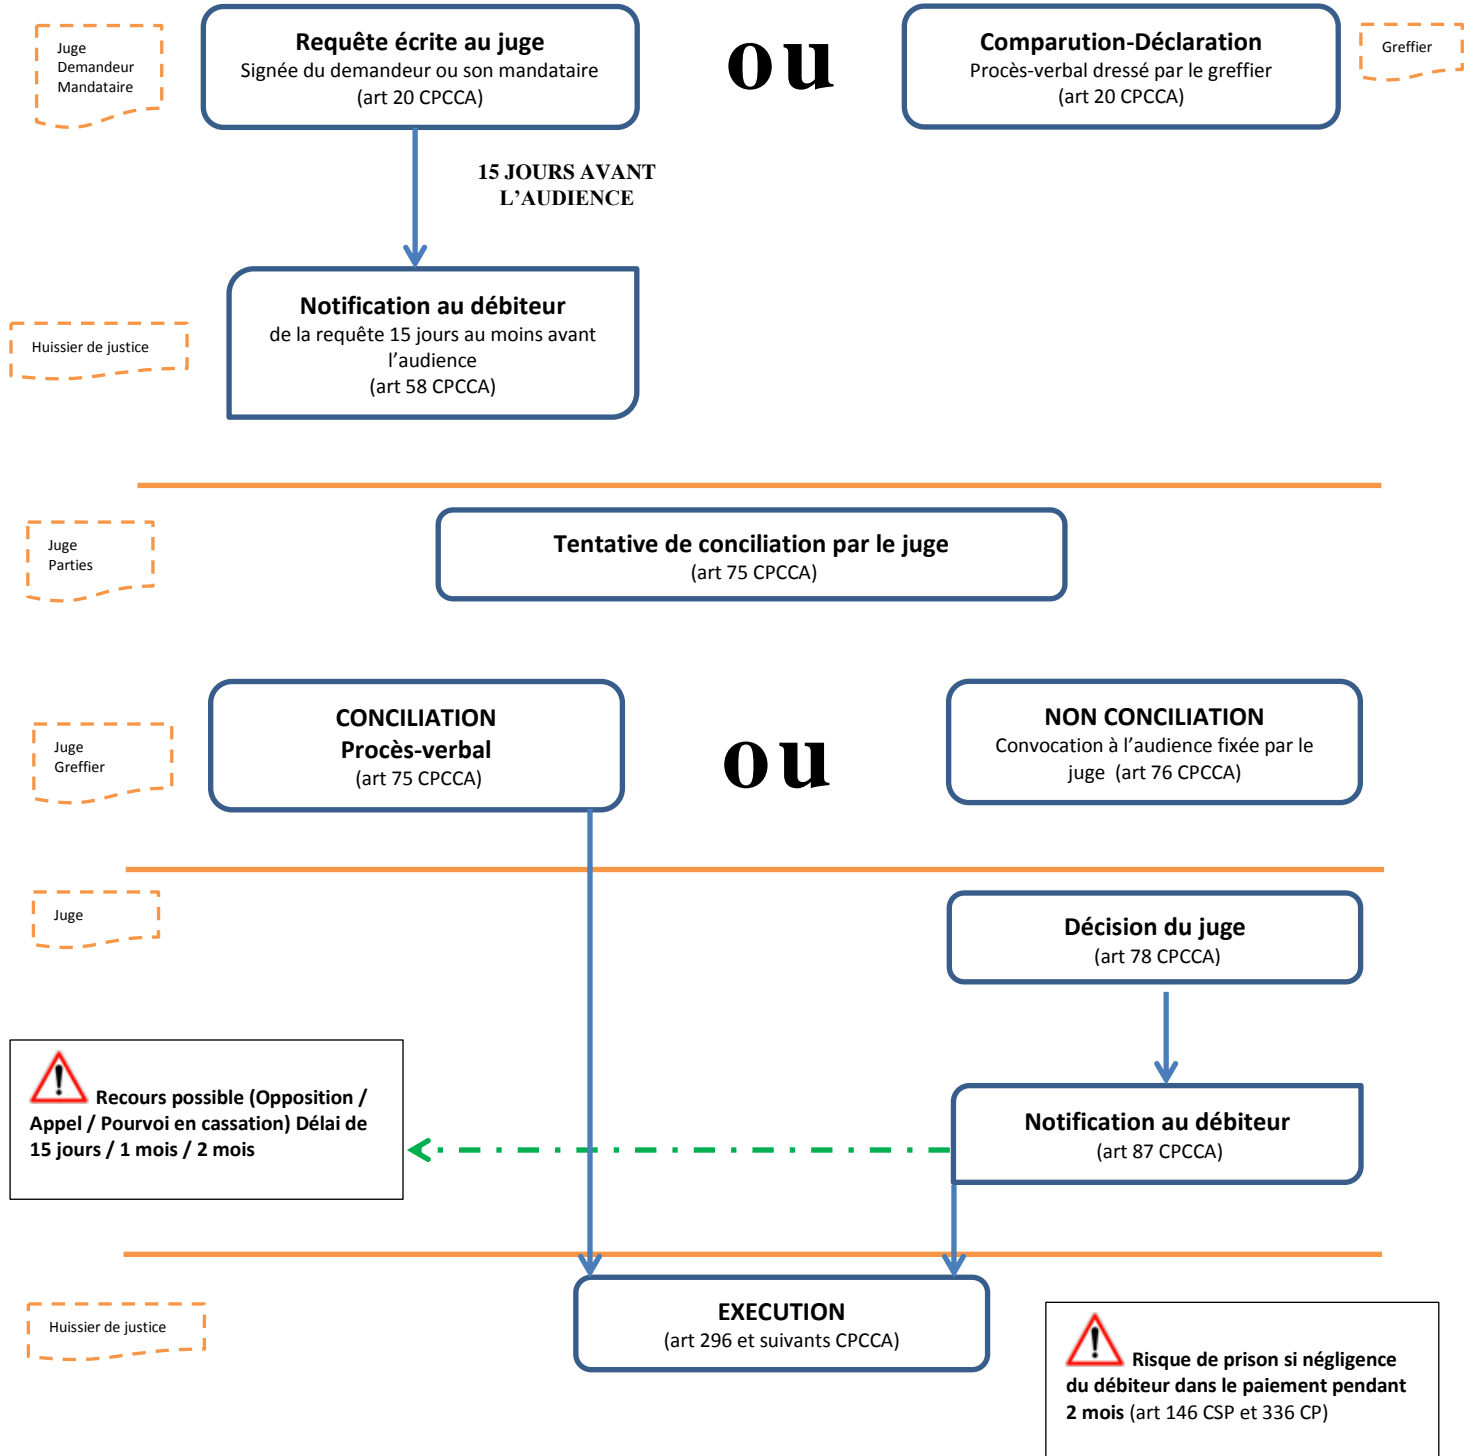 Juge
Demandeur
Mandataire
Requête écrite au juge
Signée du demandeur ou son mandataire
(art 20 CPCCA)
ou
Comparution-Déclaration
Procès-verbal dressé par le greffier
(art 20 CPCCA)
Greffier
15 JOURS AVANT
L’AUDIENCE
Huissier de justice
Notification au débiteur
de la requête 15 jours au moins avant
l’audience
(art 58 CPCCA)
Juge
Parties
Tentative de conciliation par le juge
(art 75 CPCCA)
Juge
Greffier
CONCILIATION
Procès-verbal
(art 75 CPCCA)
ou
NON CONCILIATION
Convocation à l’audience fixée par le
juge (art 76 CPCCA)
Juge
Décision du juge
(art 78 CPCCA)
Recours possible (Opposition /
Appel / Pourvoi en cassation) Délai de
15 jours / 1 mois / 2 mois
Notification au débiteur
(art 87 CPCCA)
Huissier de justice
EXECUTION
(art 296 et suivants CPCCA)
Risque de prison si négligence
du débiteur dans le paiement pendant
2 mois (art 146 CSP et 336 CP)